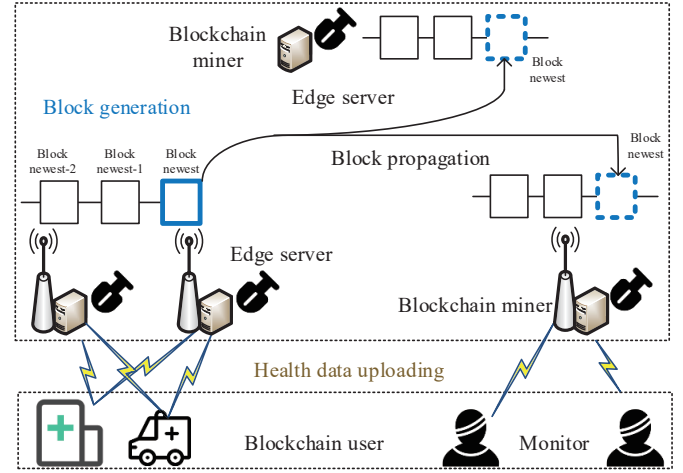 Blockchain
miner
Block
newest
Edge server
Block generation
Block
newest-2
Block
newest-1
Block
newest
Block propagation
Block
newest
Edge server
Blockchain miner
Health data uploading
Blockchain user
Monitor